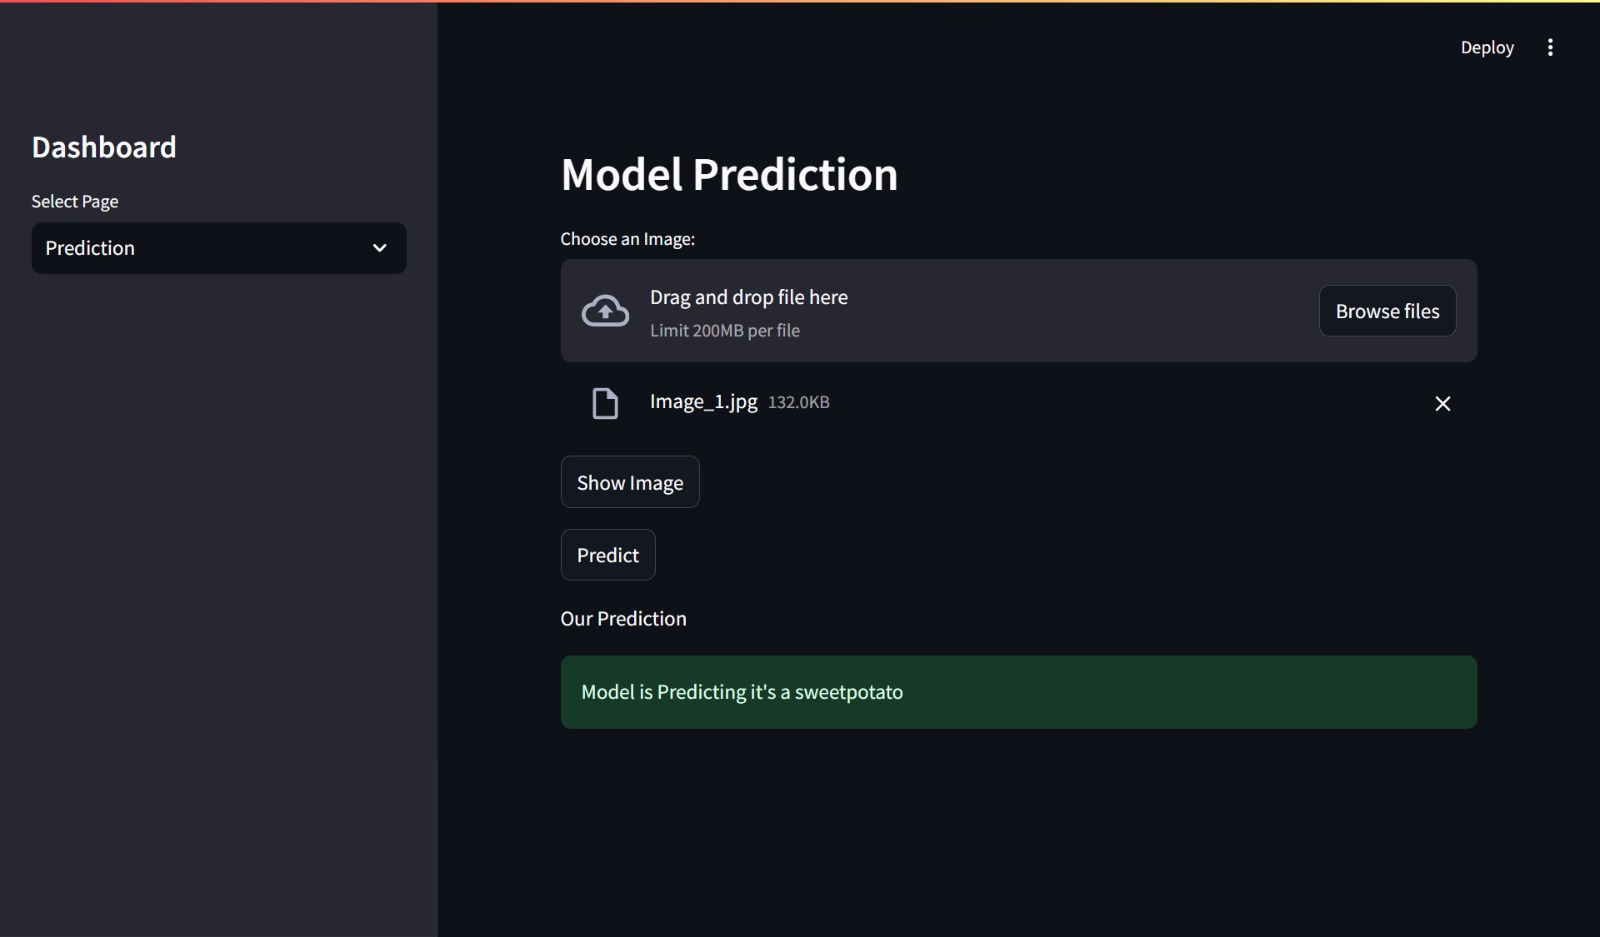 Deploy
Dashboard
Select Page
Prediction
Model Prediction
Choose an Image:
Drag and drop file here
Limit 200MB per file
Browse files
Image_1.jpg 132.0KB
Show Image
Predict
Our Prediction
Model is Predicting it's a sweetpotato